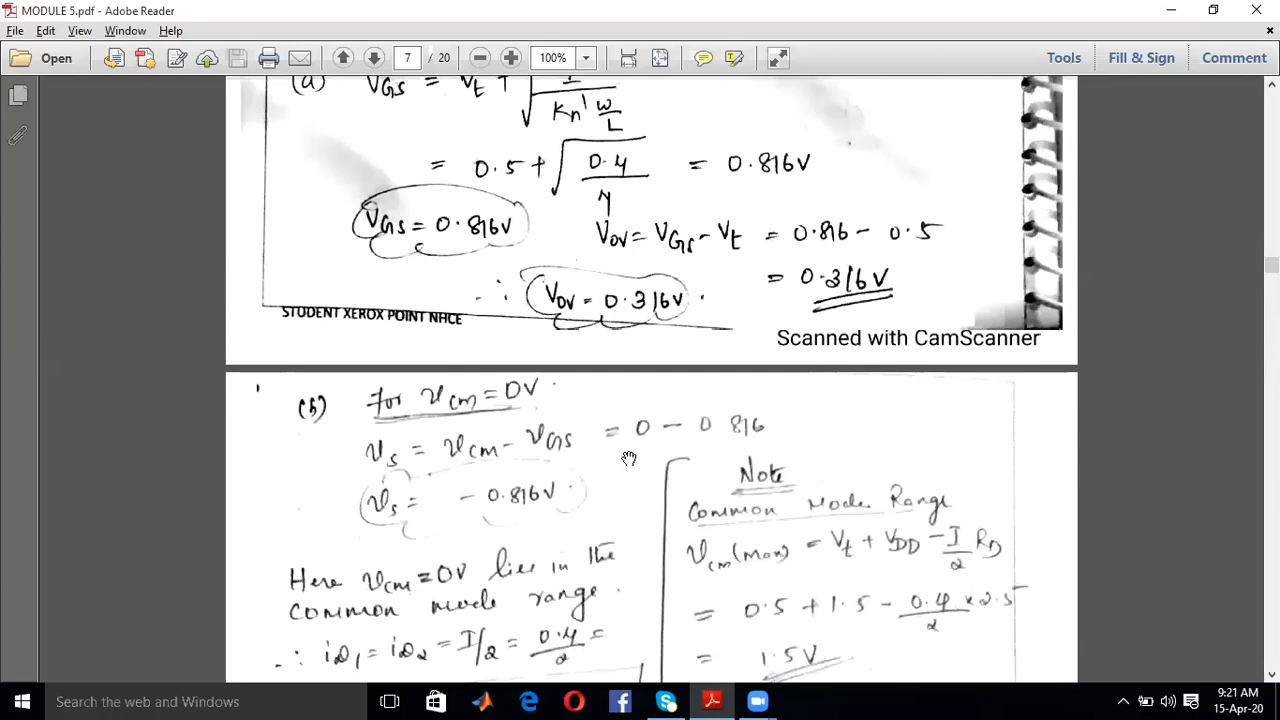 MODULE 5.pdf - Adobe Reader
File Edit View Window Help
Open 7 / 20 100% Tools Fill & Sign Comment
(a) VGS = Vt + √ I / Kn' W/L
= 0.5 + √ 0.4 / 4 = 0.816V
VGS = 0.816V VOV = VGS - Vt = 0.816 - 0.5
= 0.316V
∴ VOV = 0.316V.
STUDENT XEROX POINT NHCE
Scanned with CamScanner
(b) For vcm = 0V
vs = vcm - vGS = 0 - 0.816
vs = - 0.816V
Here vcm = 0V lies in the
common mode range.
∴ iD1 = iD2 = I/2 = 0.4/2 =
Note
Common Mode Range
vcm(max) = Vt + VDD - I/2 RD
= 0.5 + 1.5 - 0.4/2 × 2.5
= 1.5V
Search the web and Windows
9:21 AM
15-Apr-20